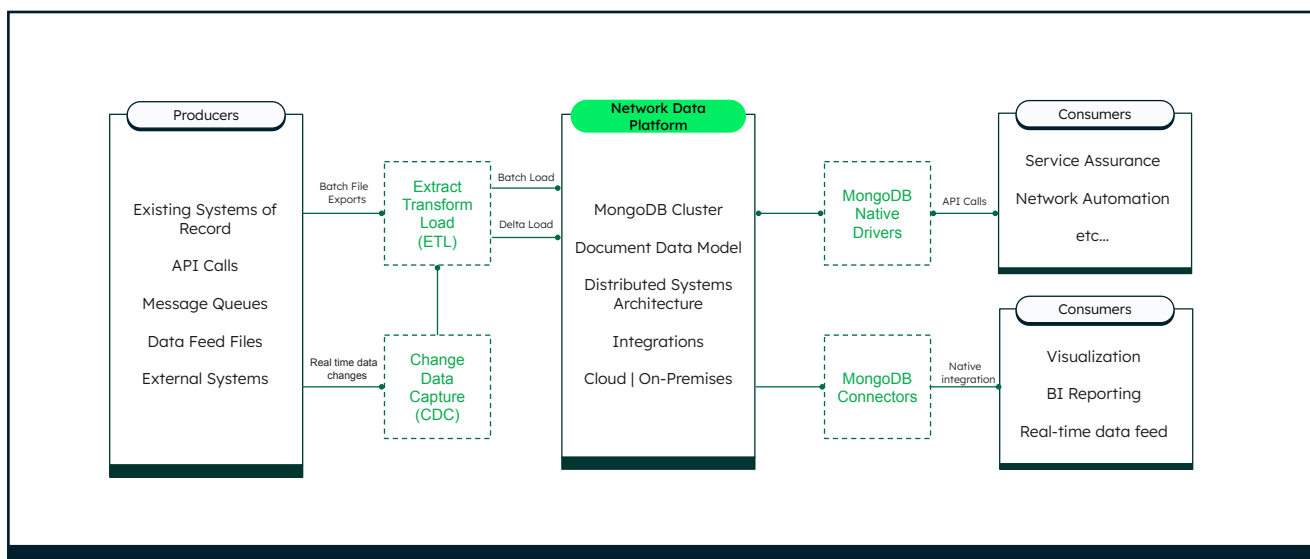 Producers
Existing Systems of
Record
API Calls
Message Queues
Data Feed Files
External Systems
Batch File
Exports
Real time data
changes
Extract
Transform
Load
(ETL)
Change
Data
Capture
(CDC)
Batch Load
Delta Load
Network Data
Platform
MongoDB Cluster
Document Data Model
Distributed Systems
Architecture
Integrations
Cloud | On-Premises
MongoDB
Native
Drivers
MongoDB
Connectors
API Calls
Native
integration
Consumers
Service Assurance
Network Automation
etc...
Consumers
Visualization
BI Reporting
Real-time data feed